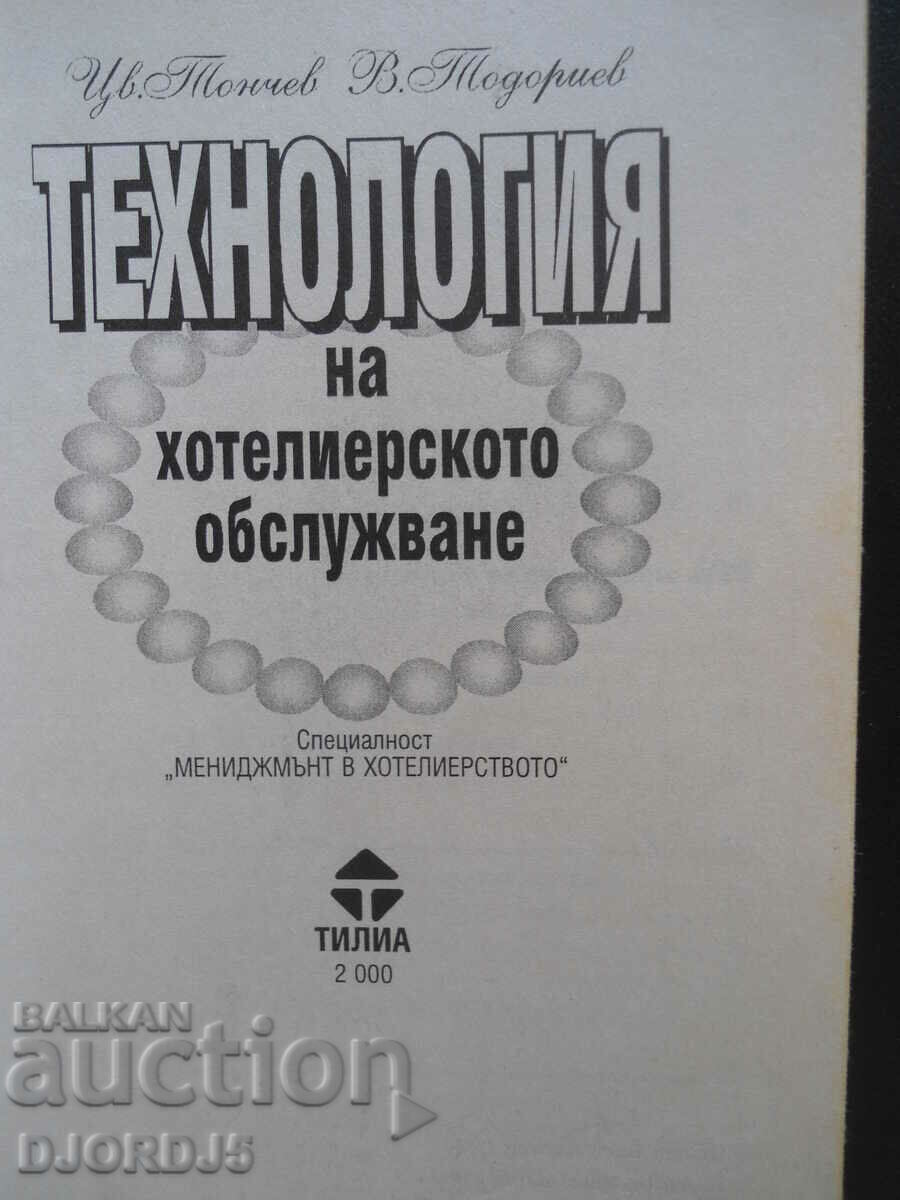 Цв. Тончев В. Тодориев
ТЕХНОЛОГИЯ
на
хотелиерското
обслужване
Специалност
„МЕНИДЖМЪНТ В ХОТЕЛИЕРСТВОТО“
ТИЛИА
2 000
BALKAN
auction
DJORDJ5